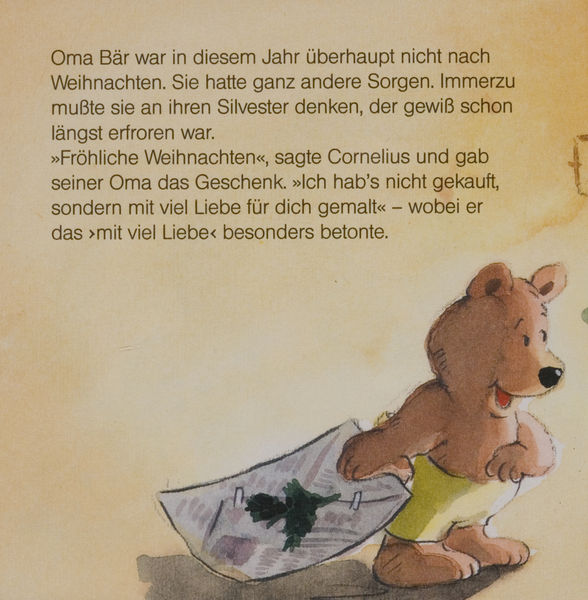 Oma Bär war in diesem Jahr überhaupt nicht nach
Weihnachten. Sie hatte ganz andere Sorgen. Immerzu
mußte sie an ihren Silvester denken, der gewiß schon
längst erfroren war.
»Fröhliche Weihnachten«, sagte Cornelius und gab
seiner Oma das Geschenk. »Ich hab's nicht gekauft,
sondern mit viel Liebe für dich gemalt« – wobei er
das ›mit viel Liebe‹ besonders betonte.